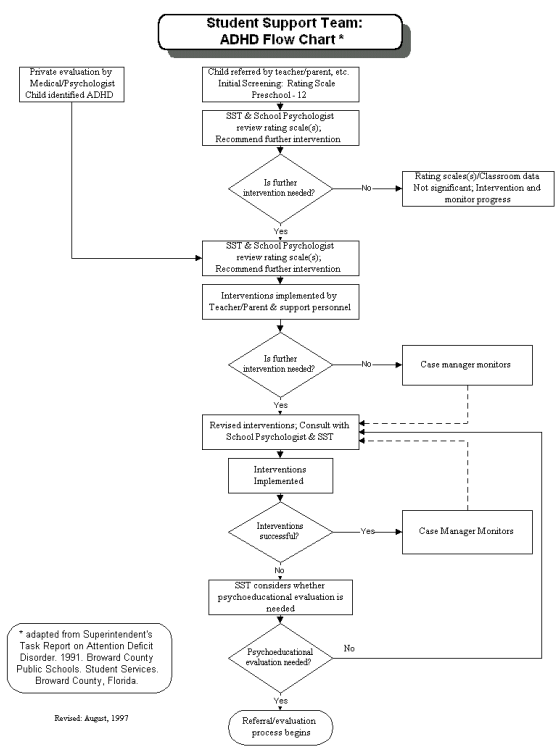 Student Support Team:
ADHD Flow Chart *
Private evaluation by
Medical/Psychologist
Child identified ADHD
Child referred by teacher/parent, etc.
Initial Screening: Rating Scale
Preschool - 12
SST & School Psychologist
review rating scale(s);
Recommend further intervention
Is further
intervention needed?
No
Rating scales(s)/Classroom data
Not significant; Intervention and
monitor progress
Yes
SST & School Psychologist
review rating scale(s);
Recommend further intervention
Interventions implemented by
Teacher/Parent & support personnel
Is further
intervention needed?
No
Case manager monitors
Yes
Revised interventions; Consult with
School Psychologist & SST
Interventions
Implemented
Interventions
successful?
Yes
Case Manager Monitors
No
SST considers whether
psychoeducational evaluation is
needed
Psychoeducational
evaluation needed?
No
Yes
Referral/evaluation
process begins
* adapted from Superintendent's
Task Report on Attention Deficit
Disorder. 1991. Broward County
Public Schools. Student Services.
Broward County, Florida.
Revised: August, 1997